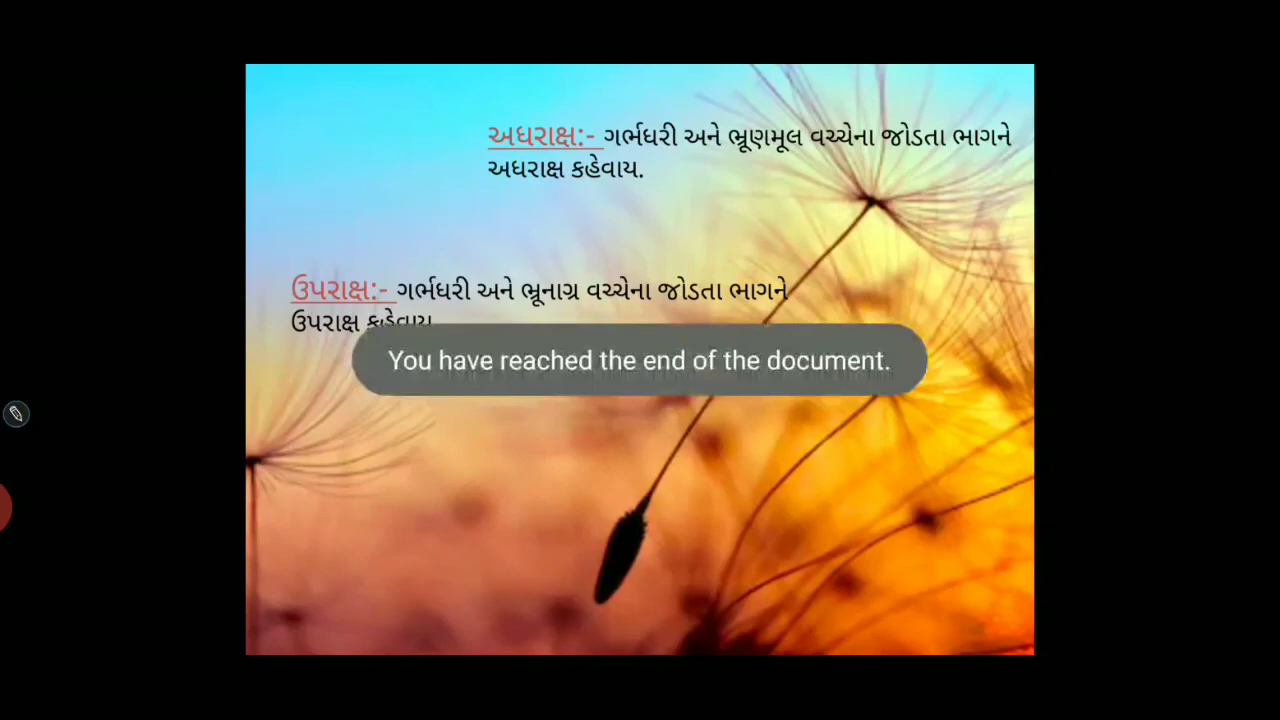 અધરાક્ષ:- ગર્ભધરી અને ભ્રૂણમૂલ વચ્ચેના જોડતા ભાગને
અધરાક્ષ કહેવાય.
ઉપરાક્ષ:- ગર્ભધરી અને ભ્રૂનાગ્ર વચ્ચેના જોડતા ભાગને
ઉપરાક્ષ કહેવાય
You have reached the end of the document.